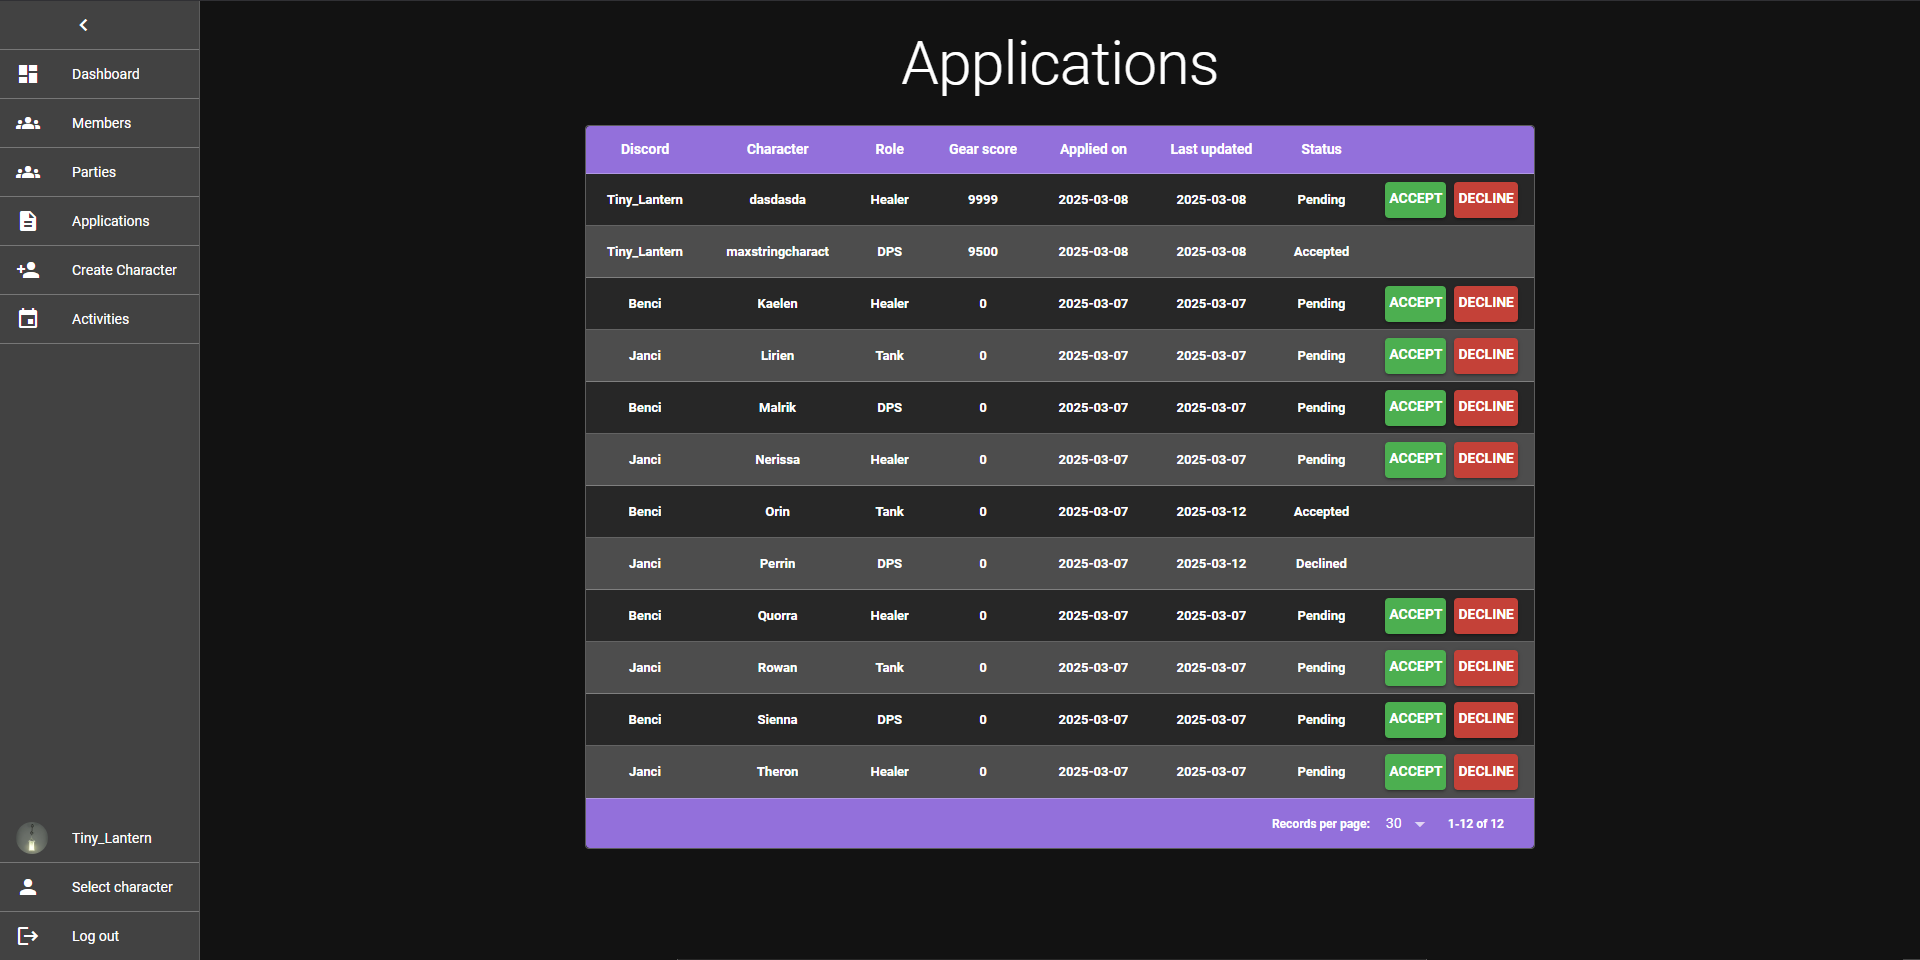 Dashboard
Members
Parties
Applications
Create Character
Activities
Tiny_Lantern
Select character
Log out
Applications
Discord Character Role Gear score Applied on Last updated Status
Tiny_Lantern dasdasda Healer 9999 2025-03-08 2025-03-08 Pending ACCEPT DECLINE
Tiny_Lantern maxstringcharact DPS 9500 2025-03-08 2025-03-08 Accepted
Benci Kaelen Healer 0 2025-03-07 2025-03-07 Pending ACCEPT DECLINE
Janci Lirien Tank 0 2025-03-07 2025-03-07 Pending ACCEPT DECLINE
Benci Malrik DPS 0 2025-03-07 2025-03-07 Pending ACCEPT DECLINE
Janci Nerissa Healer 0 2025-03-07 2025-03-07 Pending ACCEPT DECLINE
Benci Orin Tank 0 2025-03-07 2025-03-12 Accepted
Janci Perrin DPS 0 2025-03-07 2025-03-12 Declined
Benci Quorra Healer 0 2025-03-07 2025-03-07 Pending ACCEPT DECLINE
Janci Rowan Tank 0 2025-03-07 2025-03-07 Pending ACCEPT DECLINE
Benci Sienna DPS 0 2025-03-07 2025-03-07 Pending ACCEPT DECLINE
Janci Theron Healer 0 2025-03-07 2025-03-07 Pending ACCEPT DECLINE
Records per page: 30 1-12 of 12